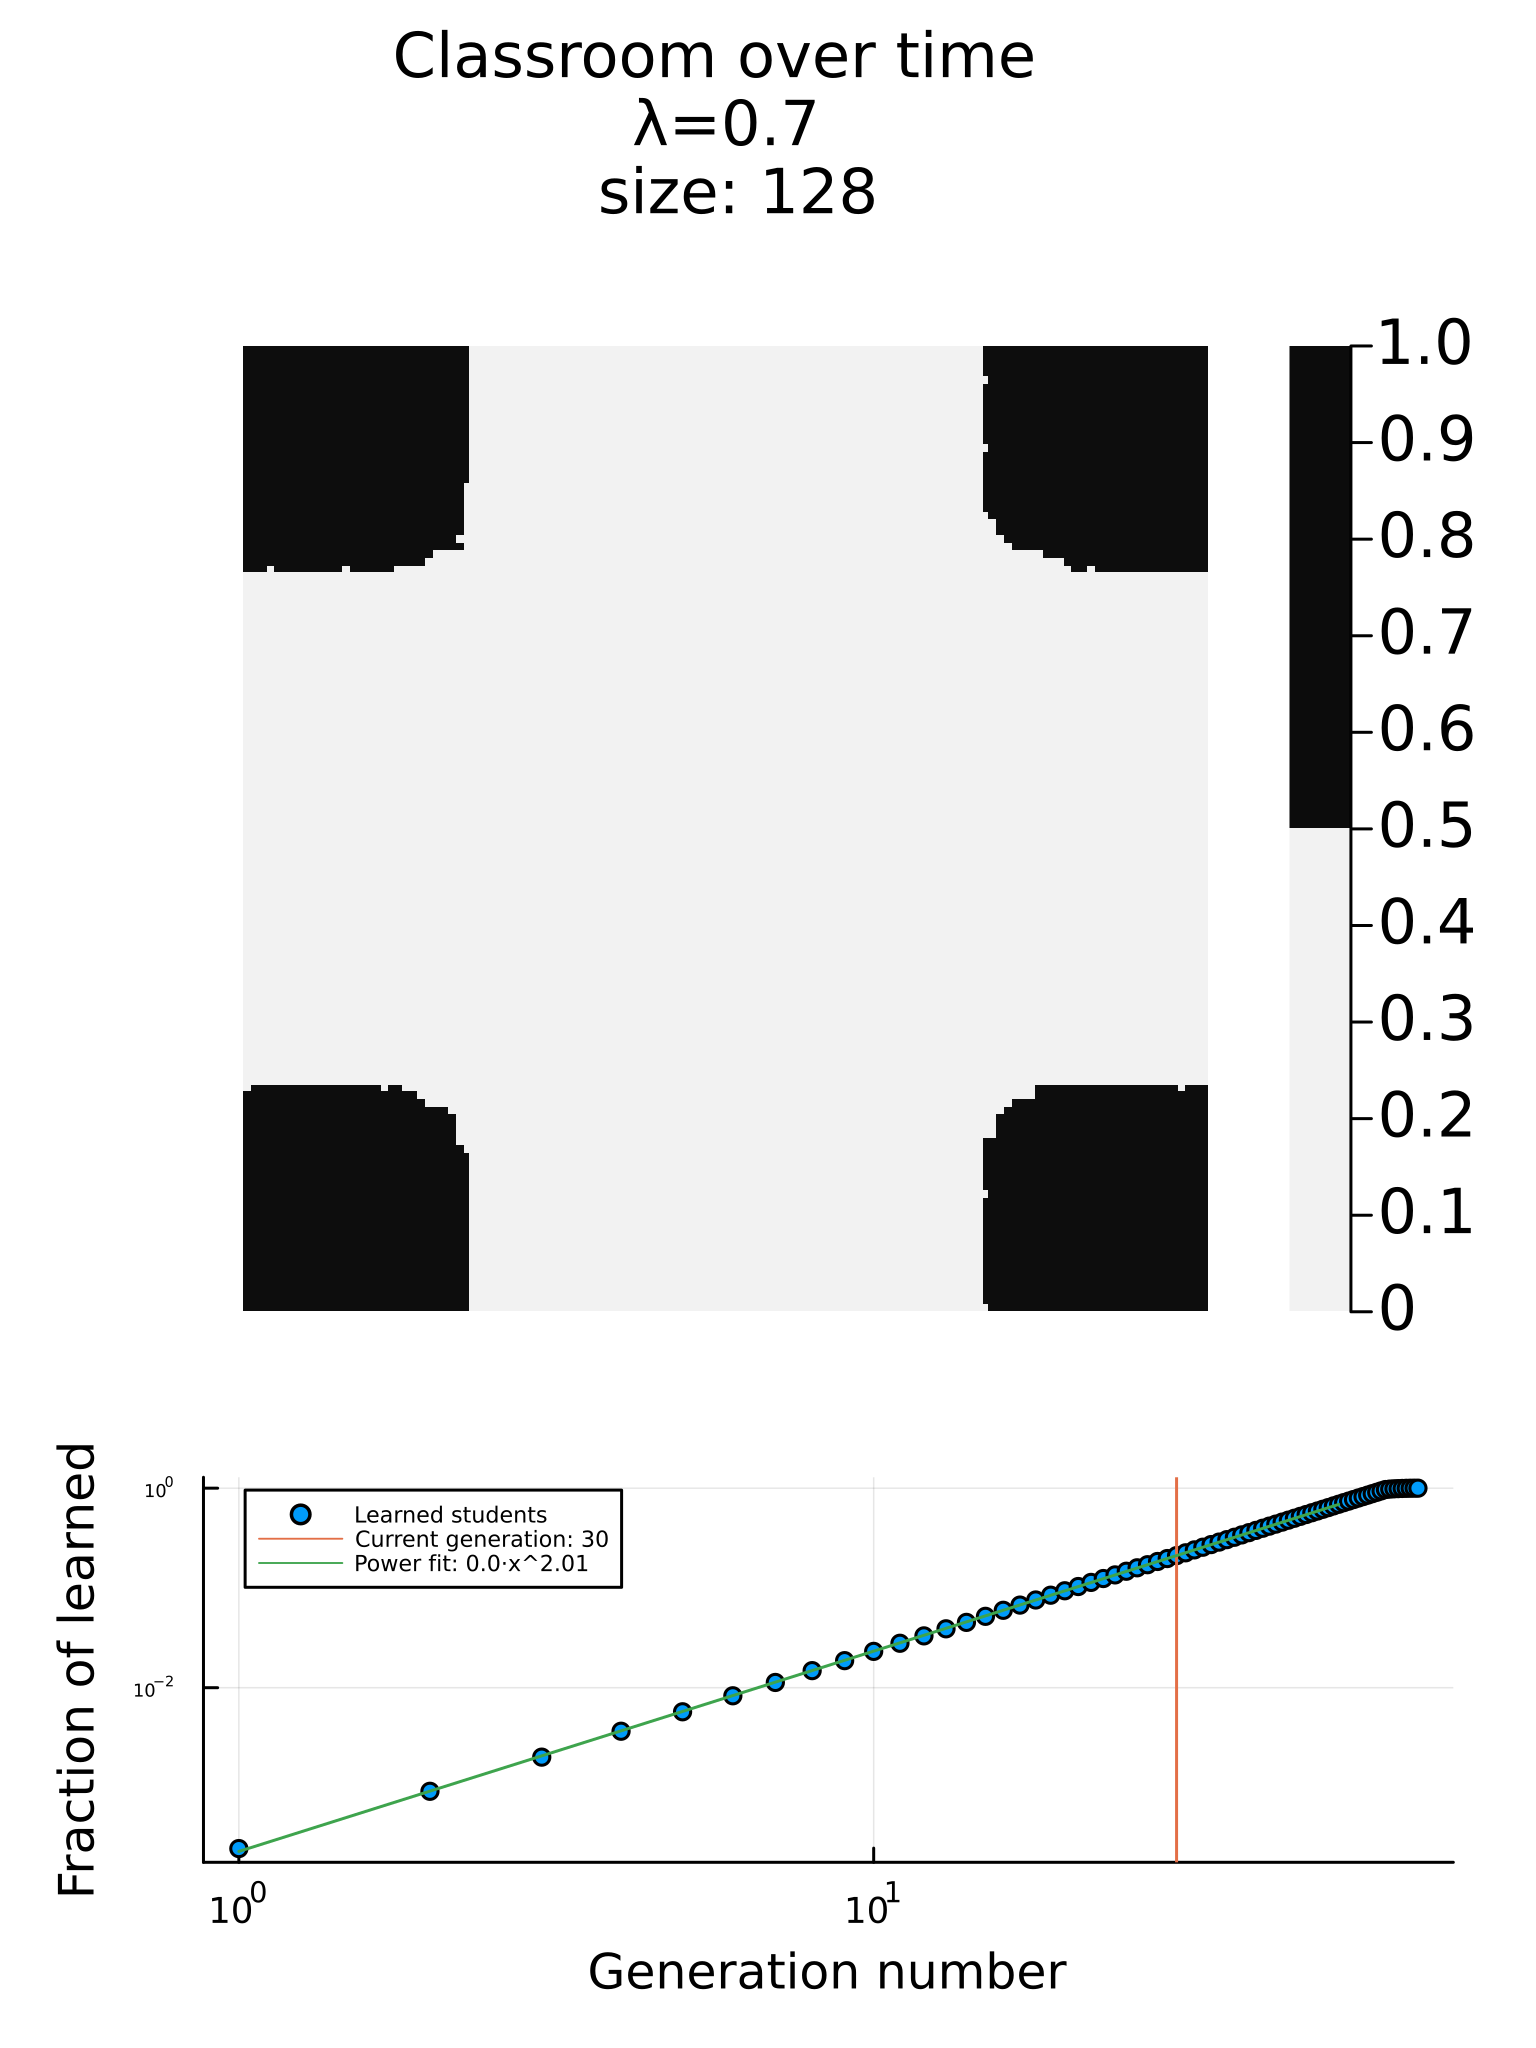 Classroom over time
λ=0.7
size: 128
1.0
0.9
0.8
0.7
0.6
0.5
0.4
0.3
0.2
0.1
0
Fraction of learned
10^0
10^-2
Learned students
Current generation: 30
Power fit: 0.0·x^2.01
10^0
10^1
Generation number